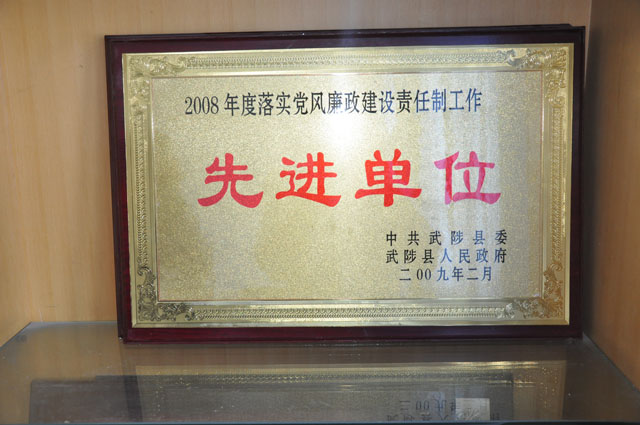 2008年度落实党风廉政建设责任制工作
先进单位
中共武陟县委
武陟县人民政府
二00九年二月